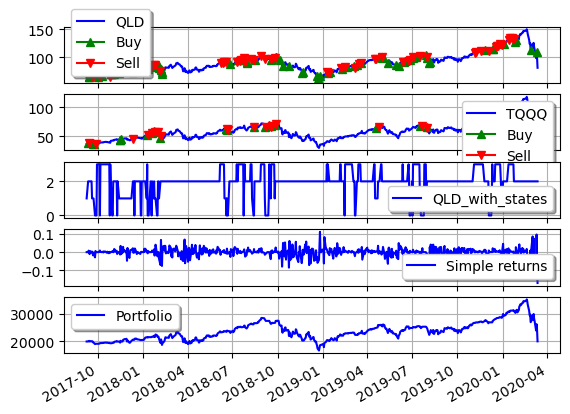 150
100
QLD
Buy
Sell
100
50
TQQQ
Buy
Sell
2
0
QLD_with_states
0.1
0.0
−0.1
Simple returns
30000
20000
Portfolio
2017-10 2018-01 2018-04 2018-07 2018-10 2019-01 2019-04 2019-07 2019-10 2020-01 2020-04